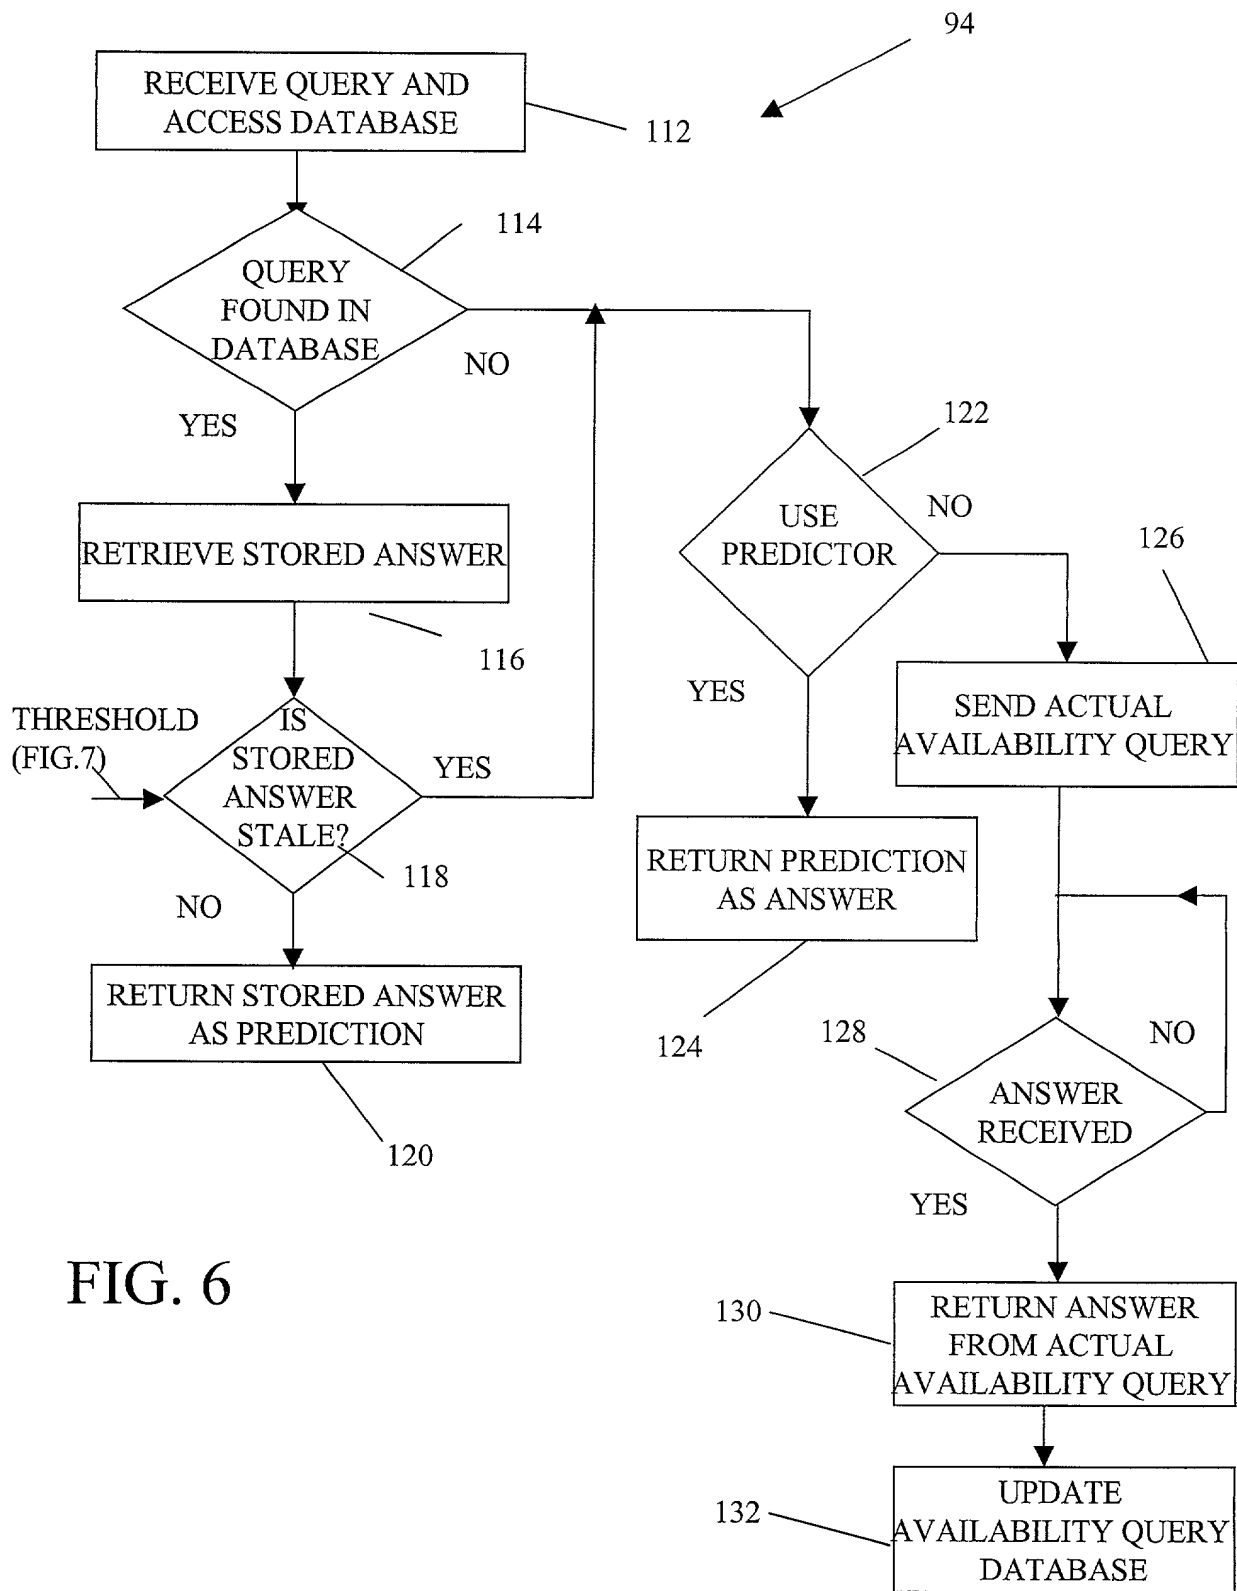 94
RECEIVE QUERY AND
ACCESS DATABASE
112
114
QUERY
FOUND IN
DATABASE
NO
YES
122
USE
PREDICTOR
NO
126
RETRIEVE STORED ANSWER
116
YES
SEND ACTUAL
AVAILABILITY QUERY
THRESHOLD
(FIG.7)
IS
STORED
ANSWER
STALE?
YES
118
NO
RETURN PREDICTION
AS ANSWER
124
RETURN STORED ANSWER
AS PREDICTION
120
128
NO
ANSWER
RECEIVED
YES
FIG. 6
130
RETURN ANSWER
FROM ACTUAL
AVAILABILITY QUERY
132
UPDATE
AVAILABILITY QUERY
DATABASE